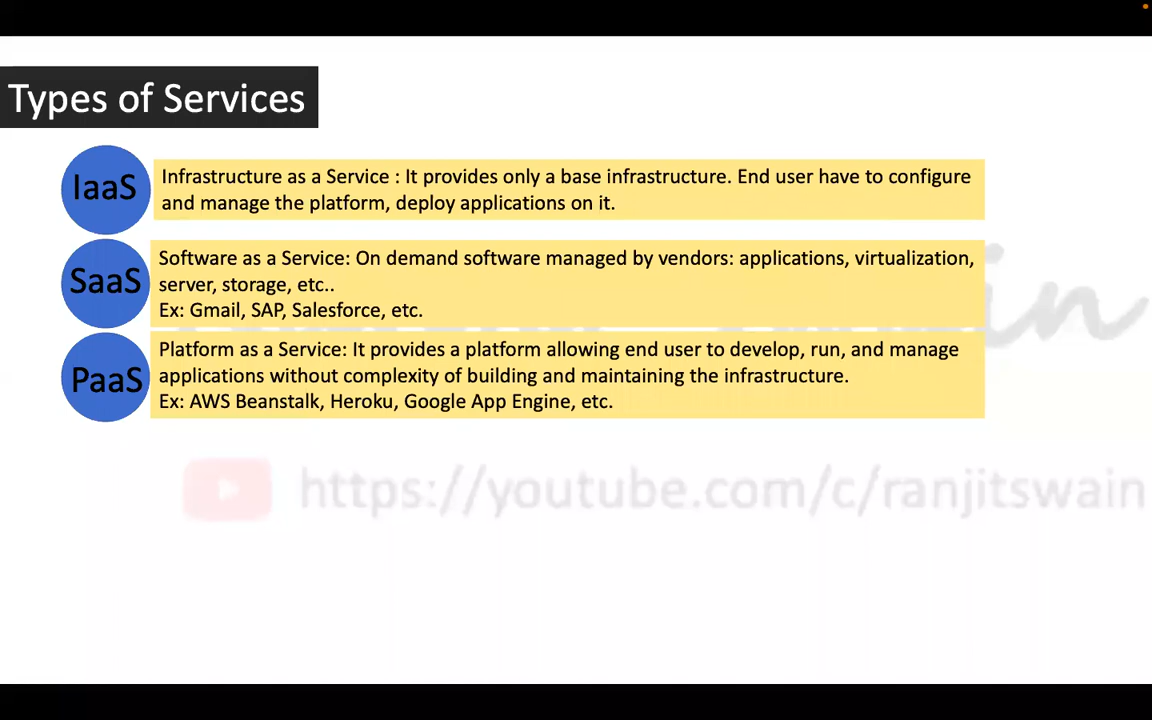 Types of Services
IaaS
Infrastructure as a Service : It provides only a base infrastructure. End user have to configure
and manage the platform, deploy applications on it.
SaaS
Software as a Service: On demand software managed by vendors: applications, virtualization,
server, storage, etc..
Ex: Gmail, SAP, Salesforce, etc.
PaaS
Platform as a Service: It provides a platform allowing end user to develop, run, and manage
applications without complexity of building and maintaining the infrastructure.
Ex: AWS Beanstalk, Heroku, Google App Engine, etc.
https://youtube.com/c/ranjitswain